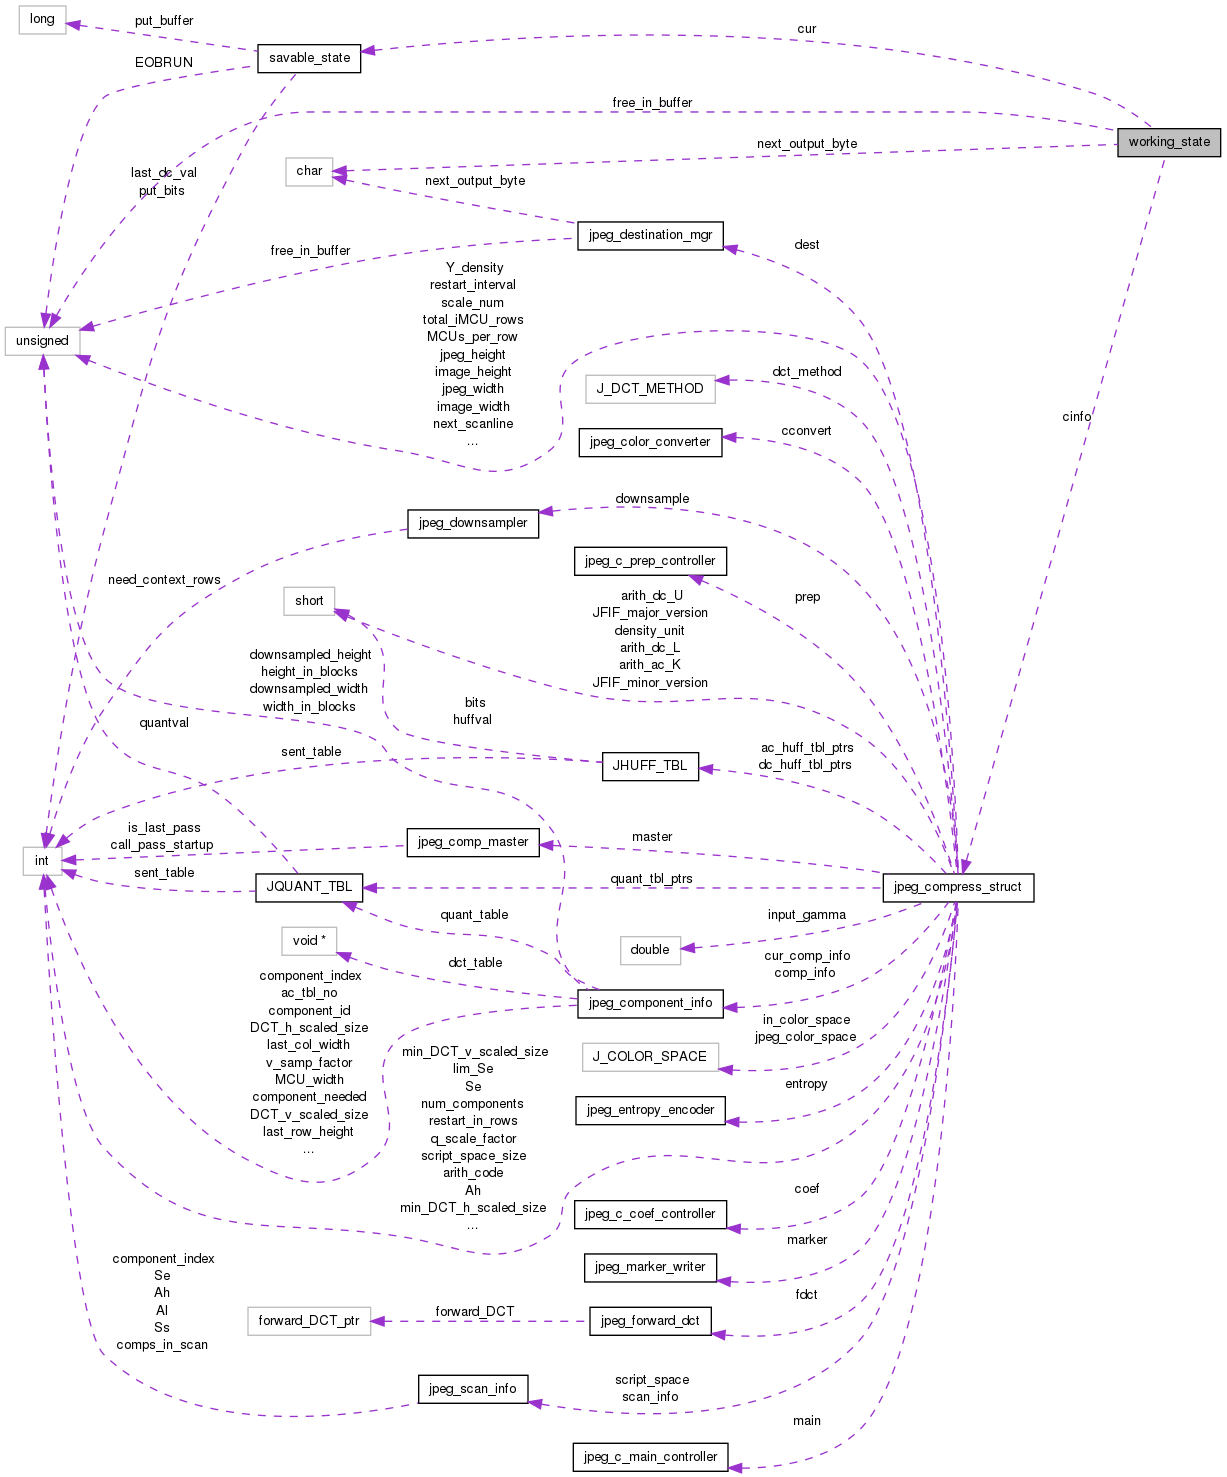 long
put_buffer
cur
savable_state
EOBRUN
free_in_buffer
working_state
next_output_byte
char
last_dc_val
put_bits
next_output_byte
jpeg_destination_mgr
dest
free_in_buffer
unsigned
Y_density
restart_interval
scale_num
total_iMCU_rows
MCUs_per_row
jpeg_height
image_height
jpeg_width
image_width
next_scanline
...
J_DCT_METHOD
dct_method
jpeg_color_converter
cconvert
cinfo
jpeg_downsampler
downsample
jpeg_c_prep_controller
prep
need_context_rows
short
arith_dc_U
JFIF_major_version
density_unit
arith_dc_L
arith_ac_K
JFIF_minor_version
downsampled_height
height_in_blocks
downsampled_width
width_in_blocks
quantval
bits
huffval
sent_table
JHUFF_TBL
ac_huff_tbl_ptrs
dc_huff_tbl_ptrs
is_last_pass
call_pass_startup
jpeg_comp_master
master
int
sent_table
JQUANT_TBL
quant_tbl_ptrs
jpeg_compress_struct
quant_table
input_gamma
void *
dct_table
double
cur_comp_info
comp_info
jpeg_component_info
component_index
ac_tbl_no
component_id
DCT_h_scaled_size
last_col_width
v_samp_factor
MCU_width
component_needed
DCT_v_scaled_size
last_row_height
...
in_color_space
jpeg_color_space
J_COLOR_SPACE
min_DCT_v_scaled_size
lim_Se
Se
num_components
restart_in_rows
q_scale_factor
script_space_size
arith_code
Ah
min_DCT_h_scaled_size
...
entropy
jpeg_entropy_encoder
coef
jpeg_c_coef_controller
marker
jpeg_marker_writer
component_index
Se
Ah
Al
Ss
comps_in_scan
fdct
forward_DCT_ptr
forward_DCT
jpeg_forward_dct
jpeg_scan_info
script_space
scan_info
main
jpeg_c_main_controller